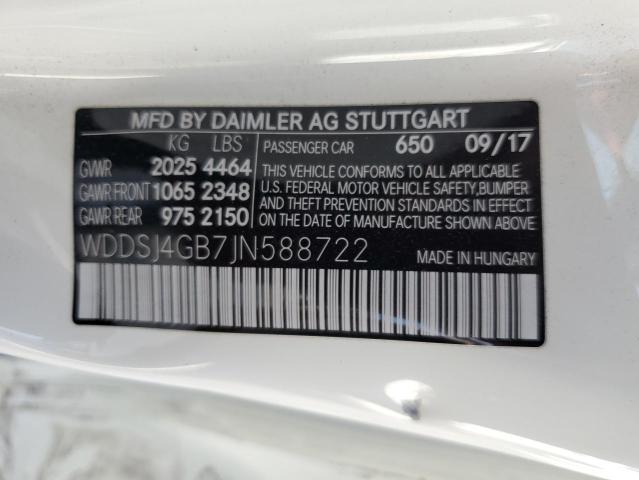 MFD BY DAIMLER AG STUTTGART
KG LBS
GVWR 2025 4464
GAWR FRONT 1065 2348
GAWR REAR 975 2150
PASSENGER CAR 650 09/17
THIS VEHICLE CONFORMS TO ALL APPLICABLE
U.S. FEDERAL MOTOR VEHICLE SAFETY,BUMPER
AND THEFT PREVENTION STANDARDS IN EFFECT
ON THE DATE OF MANUFACTURE SHOWN ABOVE.
WDDSJ4GB7JN588722
MADE IN HUNGARY